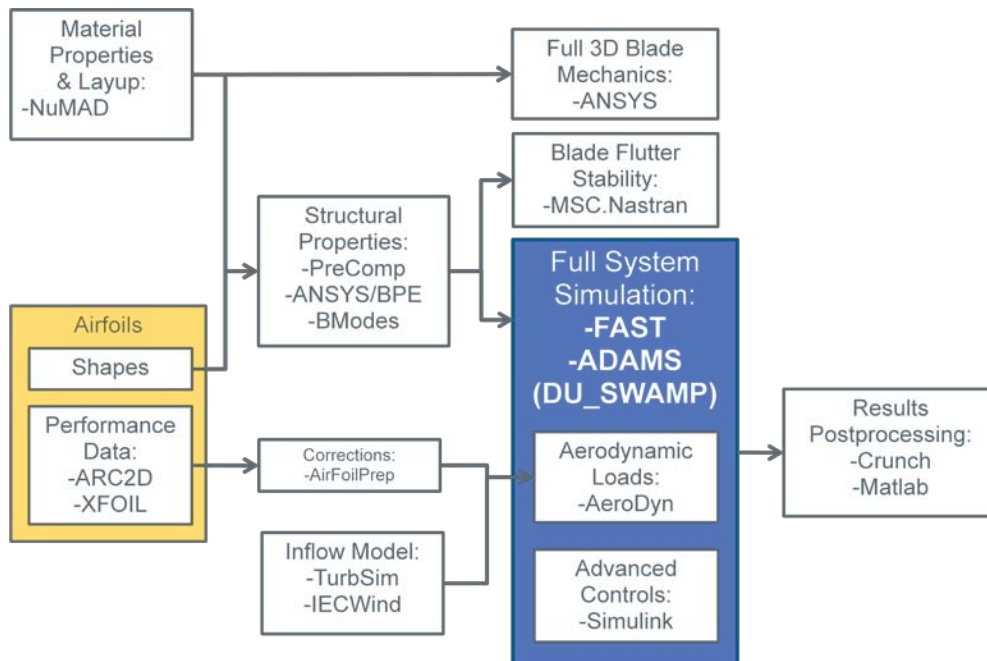 Material
Properties
& Layup:
-NuMAD
Full 3D Blade
Mechanics:
-ANSYS
Blade Flutter
Stability:
-MSC.Nastran
Structural
Properties:
-PreComp
-ANSYS/BPE
-BModes
Full System
Simulation:
-FAST
-ADAMS
(DU_SWAMP)
Airfoils
Shapes
Performance
Data:
-ARC2D
-XFOIL
Corrections:
-AirFoilPrep
Inflow Model:
-TurbSim
-IECWind
Aerodynamic
Loads:
-AeroDyn
Advanced
Controls:
-Simulink
Results
Postprocessing:
-Crunch
-Matlab